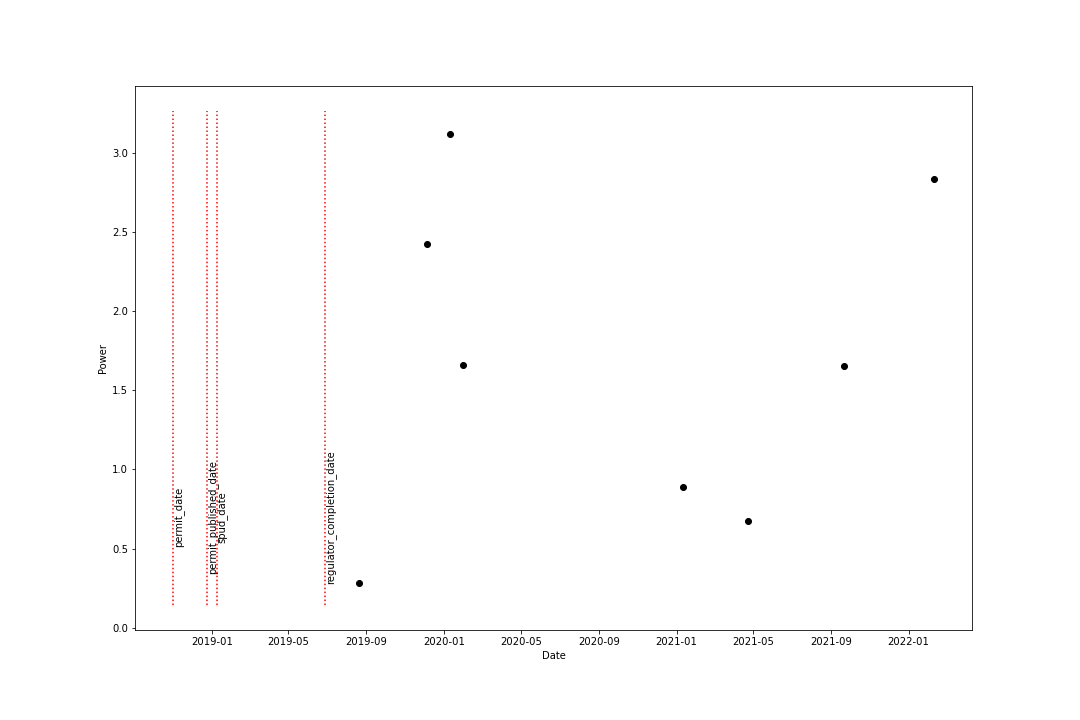 3.0
2.5
2.0
1.5
1.0
0.5
0.0
Power
permit_date
permit_published_date
spud_date
regulator_completion_date
2019-01 2019-05 2019-09 2020-01 2020-05 2020-09 2021-01 2021-05 2021-09 2022-01
Date